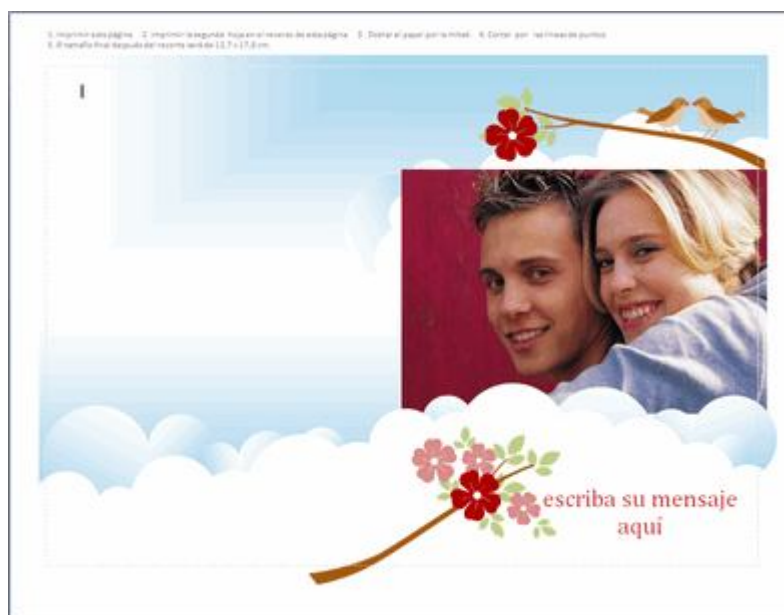 1. Imprimir esta página 2. Imprimir la segunda hoja en el reverso de esta página 3. Doblar el papel por la mitad 4. Cortar por las líneas de puntos
5. El tamaño final después del recorte será de 12,7 x 17,8 cm.
escriba su mensaje
aquí